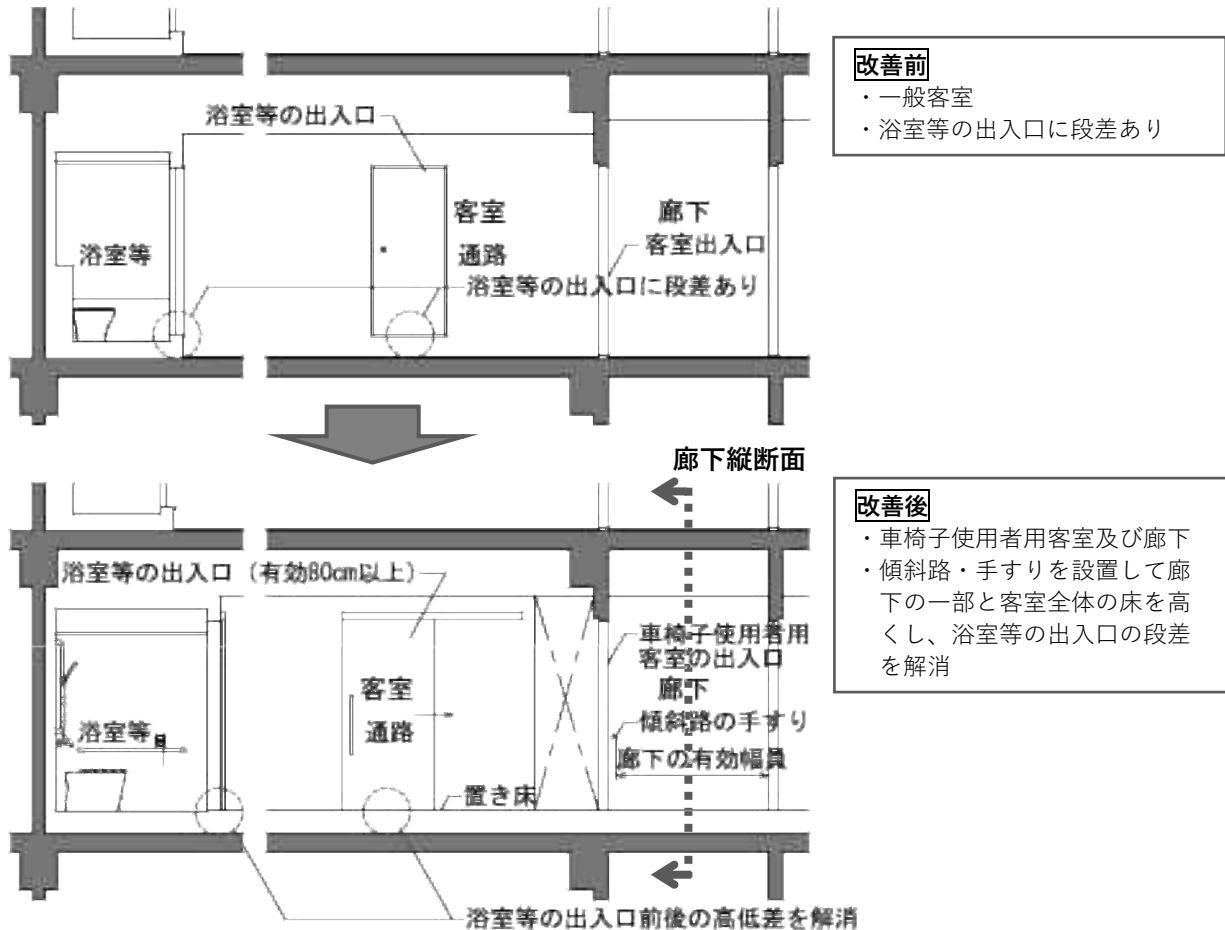 改善前
・一般客室
・浴室等の出入口に段差あり
浴室等の出入口
客室
廊下
浴室等
通路
客室出入口
浴室等の出入口に段差あり
廊下縦断面
改善後
・車椅子使用者用客室及び廊下
・傾斜路・手すりを設置して廊
下の一部と客室全体の床を高
くし、浴室等の出入口の段差
を解消
浴室等の出入口（有効80cm以上）
車椅子使用者用
客室の出入口
客室
廊下
浴室等
通路
傾斜路の手すり
廊下の有効幅員
置き床
浴室等の出入口前後の高低差を解消